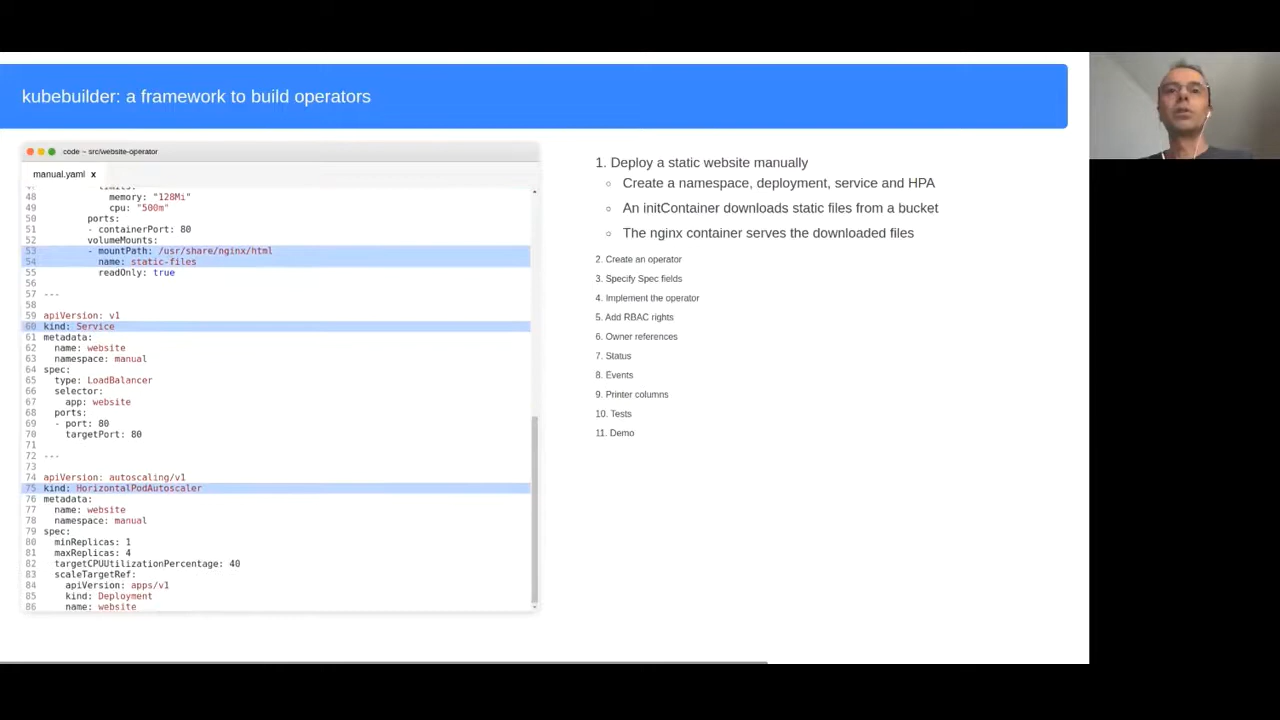 kubebuilder: a framework to build operators
code ~ src/website-operator
manual.yaml x
47 limits:
48 memory: "128Mi"
49 cpu: "500m"
50 ports:
51 - containerPort: 80
52 volumeMounts:
53 - mountPath: /usr/share/nginx/html
54 name: static-files
55 readOnly: true
56
57 ---
58
59 apiVersion: v1
60 kind: Service
61 metadata:
62 name: website
63 namespace: manual
64 spec:
65 type: LoadBalancer
66 selector:
67 app: website
68 ports:
69 - port: 80
70 targetPort: 80
71
72 ---
73
74 apiVersion: autoscaling/v1
75 kind: HorizontalPodAutoscaler
76 metadata:
77 name: website
78 namespace: manual
79 spec:
80 minReplicas: 1
81 maxReplicas: 4
82 targetCPUUtilizationPercentage: 40
83 scaleTargetRef:
84 apiVersion: apps/v1
85 kind: Deployment
86 name: website
1. Deploy a static website manually
Create a namespace, deployment, service and HPA
An initContainer downloads static files from a bucket
The nginx container serves the downloaded files
2. Create an operator
3. Specify Spec fields
4. Implement the operator
5. Add RBAC rights
6. Owner references
7. Status
8. Events
9. Printer columns
10. Tests
11. Demo